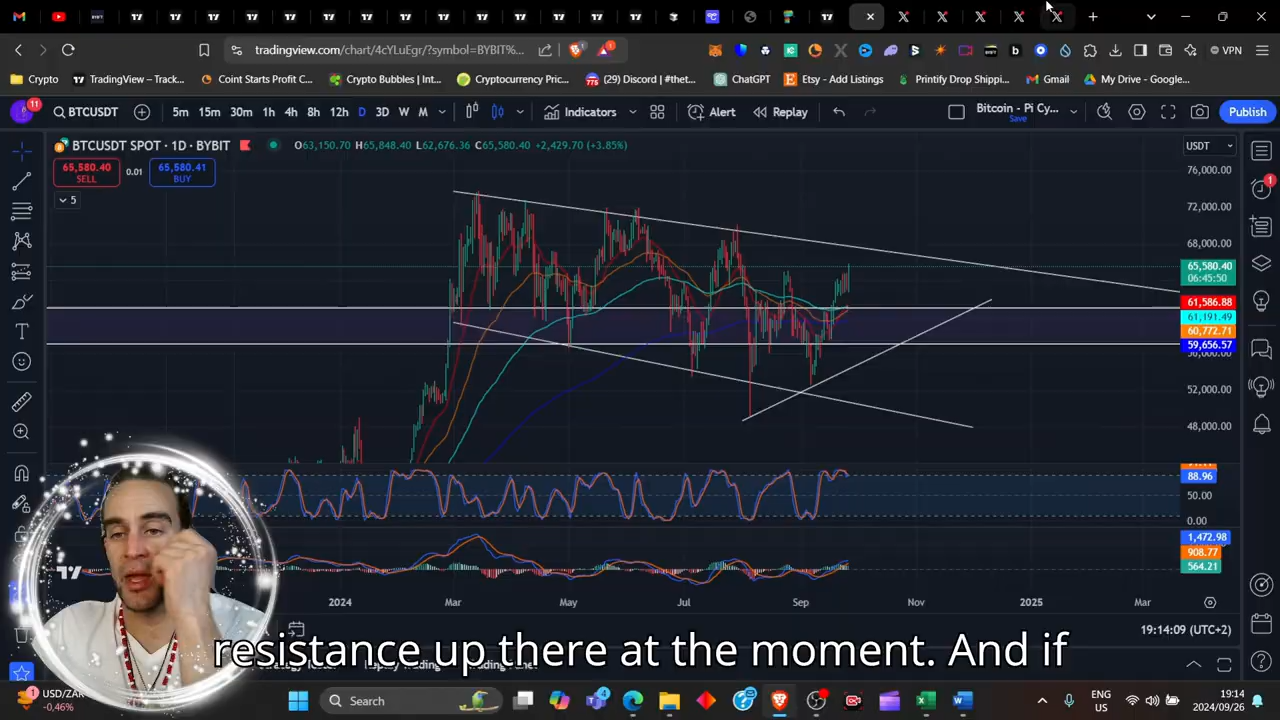 tradingview.com/chart/4cYLuEgr/?symbol=BYBIT%...
VPN
Crypto
TradingView – Track...
Coint Starts Profit C...
Crypto Bubbles | Int...
Cryptocurrency Pric...
(29) Discord | #thet...
ChatGPT
Etsy - Add Listings
Printify Drop Shippin...
Gmail
My Drive - Google...
11
BTCUSDT
5m 15m 30m 1h 4h 8h 12h D 3D W M
Indicators
Alert
Replay
Bitcoin - Pi Cy...
Save
Publish
BTCUSDT SPOT · 1D · BYBIT
O63,150.70 H65,848.40 L62,676.36 C65,580.40 +2,429.70 (+3.85%)
USDT
65,580.40
SELL
0.01
65,580.41
BUY
5
76,000.00
72,000.00
68,000.00
65,580.40
06:45:50
61,586.88
61,191.49
60,772.71
59,656.57
56,000.00
52,000.00
48,000.00
88.96
50.00
0.00
1,472.98
908.77
564.21
2024 Mar May Jul Sep Nov 2025 Mar
19:14:09 (UTC+2)
resistance up there at the moment. And if
USD/ZAR
-0,46%
Search
ENG
US
19:14
2024/09/26